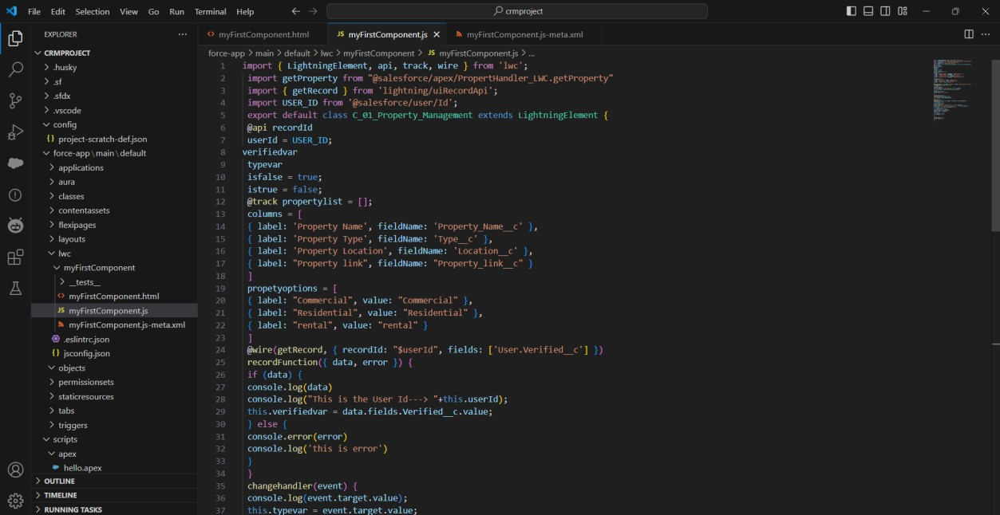 File Edit Selection View Go Run Terminal Help
crmproject
EXPLORER
CRMPROJECT
.husky
.sf
.sfdx
.vscode
config
{} project-scratch-def.json
force-app\main\default
applications
aura
classes
contentassets
flexipages
layouts
lwc
myFirstComponent
__tests__
<> myFirstComponent.html
JS myFirstComponent.js
myFirstComponent.js-meta.xml
.eslintrc.json
{} jsconfig.json
objects
permissionsets
staticresources
tabs
triggers
scripts
apex
hello.apex
OUTLINE
TIMELINE
RUNNING TASKS
<> myFirstComponent.html JS myFirstComponent.js myFirstComponent.js-meta.xml
force-app > main > default > lwc > myFirstComponent > JS myFirstComponent.js > ...
1 import { LightningElement, api, track, wire } from 'lwc';
2 import getProperty from "@salesforce/apex/PropertHandler_LWC.getProperty"
3 import { getRecord } from 'lightning/uiRecordApi';
4 import USER_ID from '@salesforce/user/Id';
5 export default class C_01_Property_Management extends LightningElement {
6 @api recordId
7 userId = USER_ID;
8 verifiedvar
9 typevar
10 isfalse = true;
11 istrue = false;
12 @track propertylist = [];
13 columns = [
14 { label: 'Property Name', fieldName: 'Property_Name__c' },
15 { label: 'Property Type', fieldName: 'Type__c' },
16 { label: 'Property Location', fieldName: 'Location__c' },
17 { label: "Property link", fieldName: "Property_link__c" }
18 ]
19 propetyoptions = [
20 { label: "Commercial", value: "Commercial" },
21 { label: "Residential", value: "Residential" },
22 { label: "rental", value: "rental" }
23 ]
24 @wire(getRecord, { recordId: "$userId", fields: ['User.Verified__c'] })
25 recordFunction({ data, error }) {
26 if (data) {
27 console.log(data)
28 console.log("This is the User Id---> "+this.userId);
29 this.verifiedvar = data.fields.Verified__c.value;
30 } else {
31 console.error(error)
32 console.log('this is error')
33 }
34 }
35 changehandler(event) {
36 console.log(event.target.value);
37 this.typevar = event.target.value;